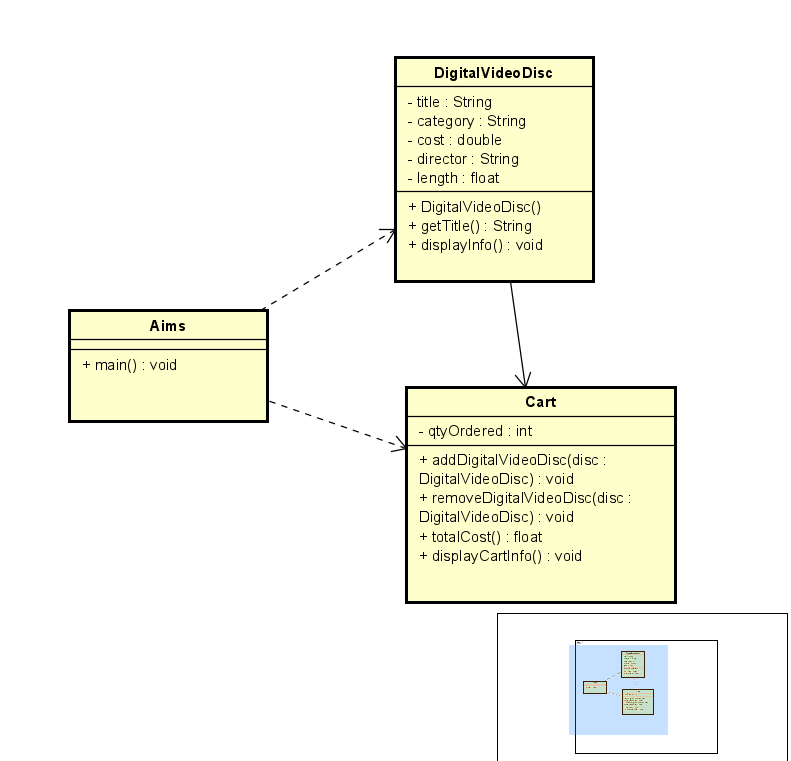 DigitalVideoDisc
- title : String
- category : String
- cost : double
- director : String
- length : float
+ DigitalVideoDisc()
+ getTitle() : String
+ displayInfo() : void
Aims
+ main() : void
Cart
- qtyOrdered : int
+ addDigitalVideoDisc(disc :
DigitalVideoDisc) : void
+ removeDigitalVideoDisc(disc :
DigitalVideoDisc) : void
+ totalCost() : float
+ displayCartInfo() : void